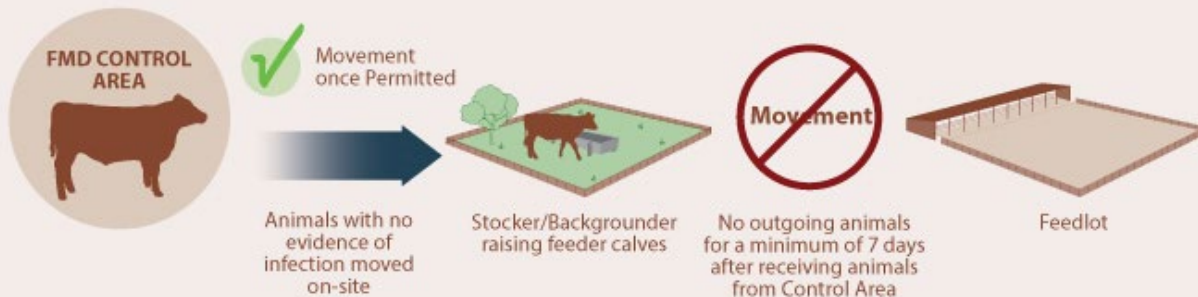 FMD CONTROL
AREA
Movement
once Permitted
Animals with no
evidence of
infection moved
on-site
Stocker/Backgrounder
raising feeder calves
Movement
No outgoing animals
for a minimum of 7 days
after receiving animals
from Control Area
Feedlot